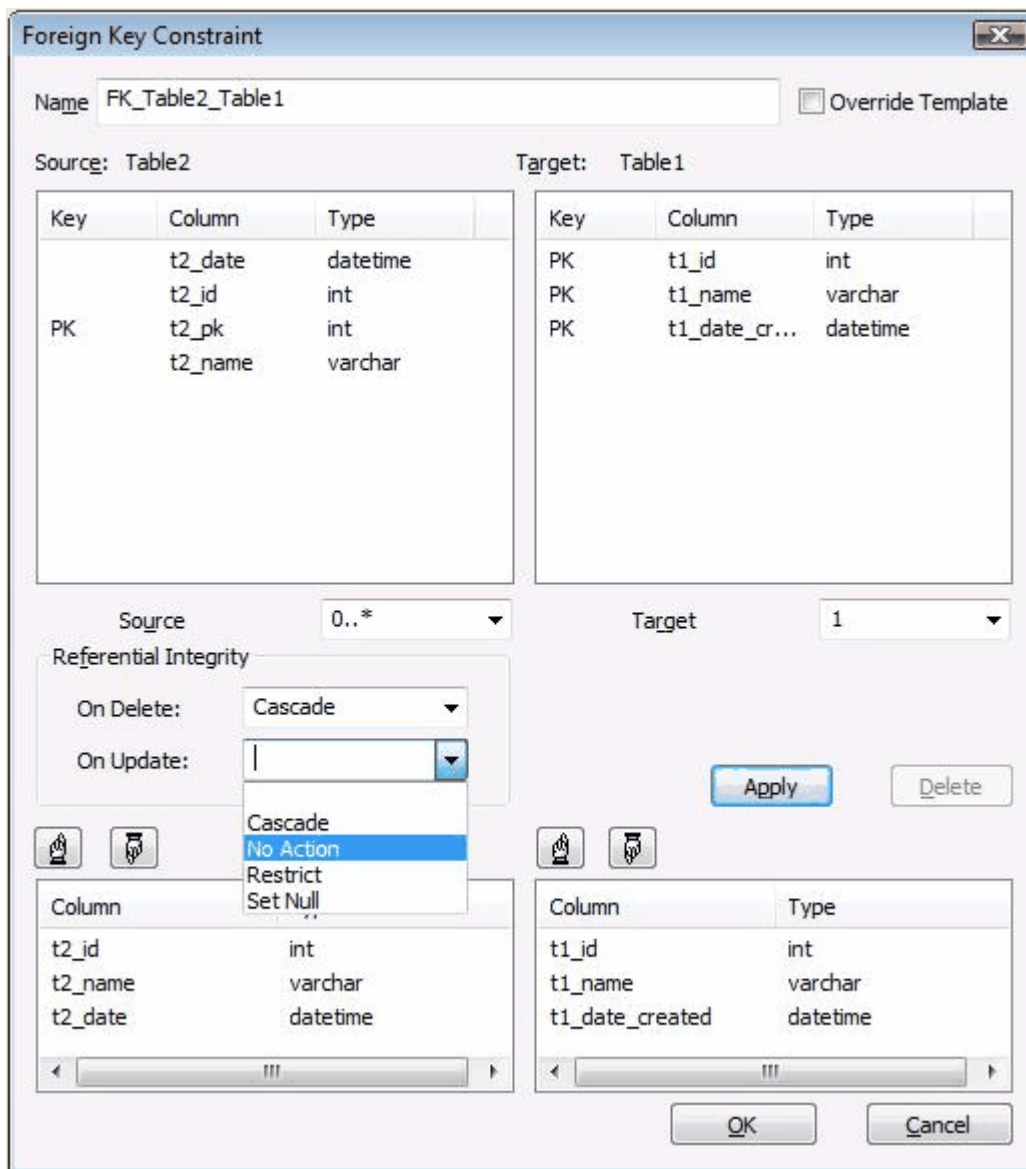 Foreign Key Constraint
Name FK_Table2_Table1 Override Template
Source: Table2 Target: Table1
Key Column Type Key Column Type
t2_date datetime PK t1_id int
t2_id int PK t1_name varchar
PK t2_pk int PK t1_date_cr... datetime
t2_name varchar
Source 0..* Target 1
Referential Integrity
On Delete: Cascade
On Update:
Apply Delete
Cascade
No Action
Restrict
Set Null
Column Column Type
t2_id int t1_id int
t2_name varchar t1_name varchar
t2_date datetime t1_date_created datetime
OK Cancel